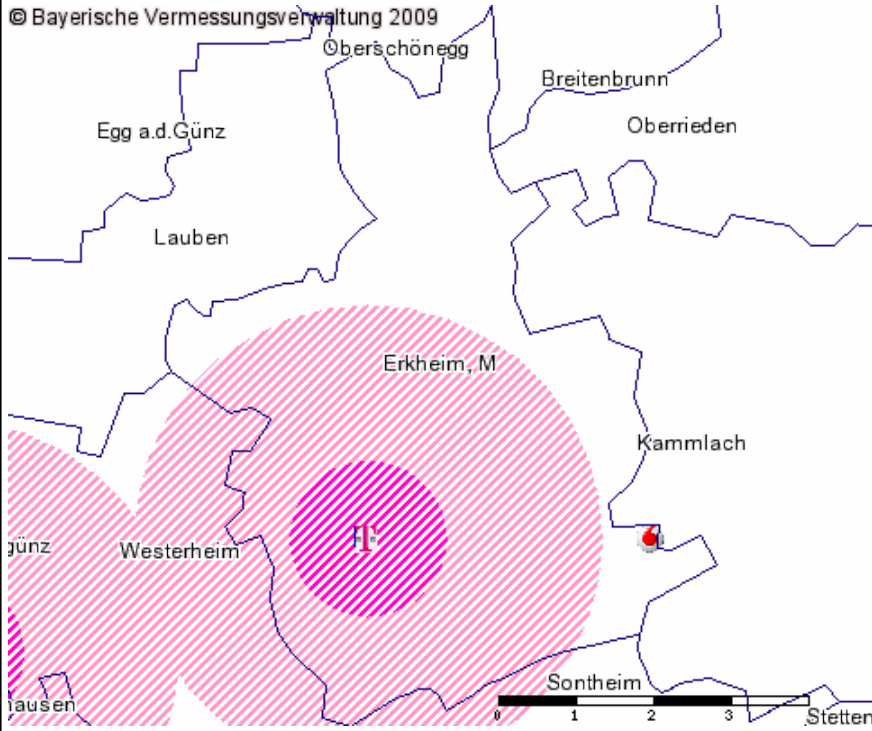 © Bayerische Vermessungsverwaltung 2009
Oberschönegg
Breitenbrunn
Egg a.d.Günz
Oberrieden
Lauben
Erkheim, M
Kammlach
T
günz
Westerheim
Sontheim
hausen
0 1 2 3
Stetten